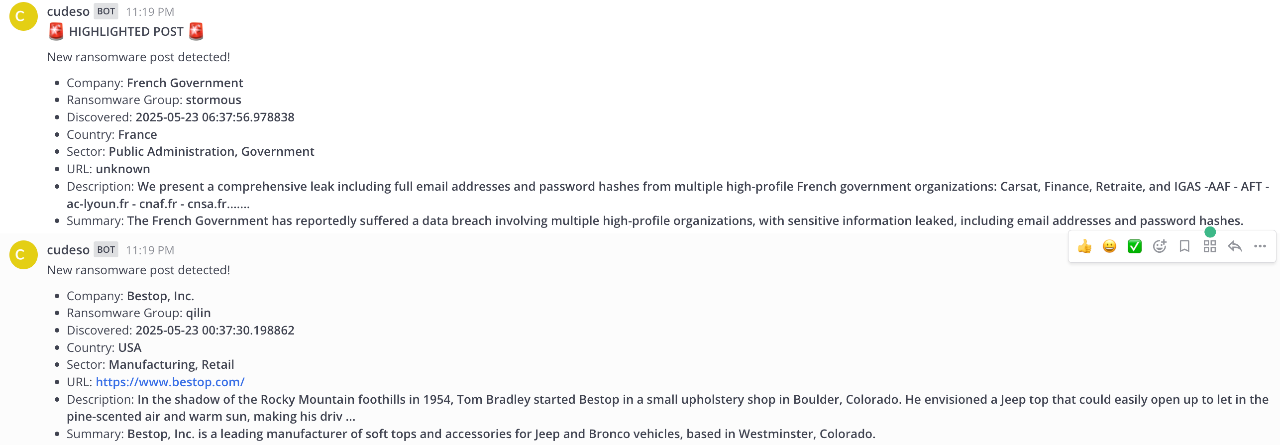 C
cudeso BOT 11:19 PM
🚨 HIGHLIGHTED POST 🚨
New ransomware post detected!
• Company: French Government
• Ransomware Group: stormous
• Discovered: 2025-05-23 06:37:56.978838
• Country: France
• Sector: Public Administration, Government
• URL: unknown
• Description: We present a comprehensive leak including full email addresses and password hashes from multiple high-profile French government organizations: Carsat, Finance, Retraite, and IGAS -AAF - AFT -
ac-lyoun.fr - cnaf.fr - cnsa.fr.......
• Summary: The French Government has reportedly suffered a data breach involving multiple high-profile organizations, with sensitive information leaked, including email addresses and password hashes.
C
cudeso BOT 11:19 PM
New ransomware post detected!
• Company: Bestop, Inc.
• Ransomware Group: qilin
• Discovered: 2025-05-23 00:37:30.198862
• Country: USA
• Sector: Manufacturing, Retail
• URL: https://www.bestop.com/
• Description: In the shadow of the Rocky Mountain foothills in 1954, Tom Bradley started Bestop in a small upholstery shop in Boulder, Colorado. He envisioned a Jeep top that could easily open up to let in the
pine-scented air and warm sun, making his driv ...
• Summary: Bestop, Inc. is a leading manufacturer of soft tops and accessories for Jeep and Bronco vehicles, based in Westminster, Colorado.